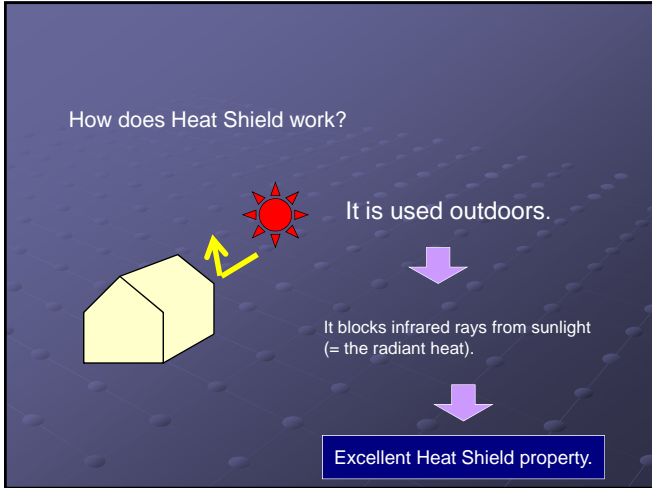 How does Heat Shield work?
It is used outdoors.
It blocks infrared rays from sunlight
(= the radiant heat).
Excellent Heat Shield property.